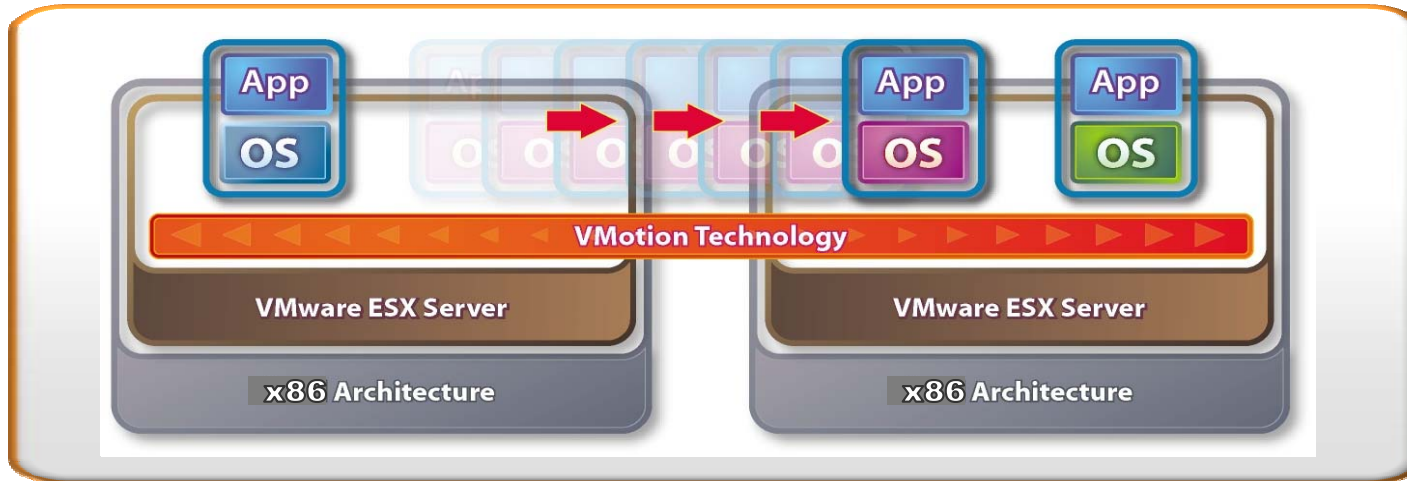 App
App
App
OS
OS
OS
VMotion Technology
VMware ESX Server
VMware ESX Server
x86 Architecture
x86 Architecture